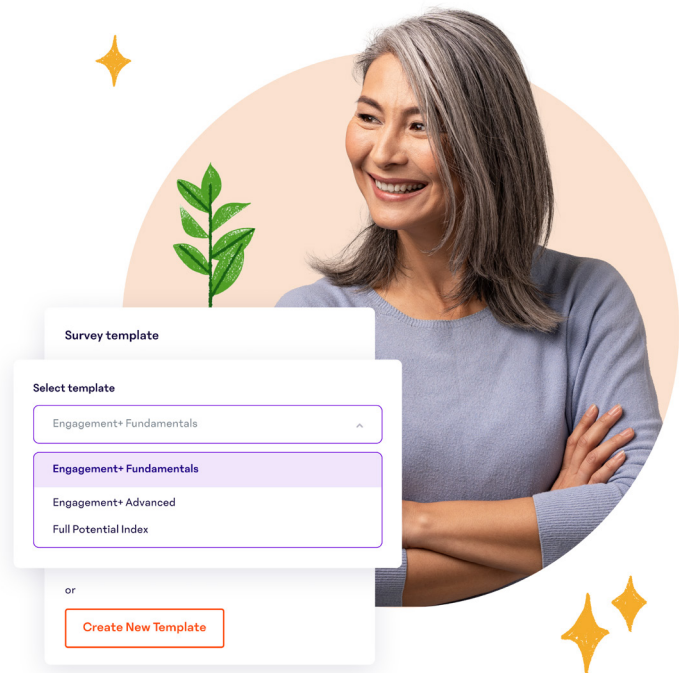 Survey template
Select template
Engagement+ Fundamentals
Engagement+ Fundamentals
Engagement+ Advanced
Full Potential Index
or
Create New Template